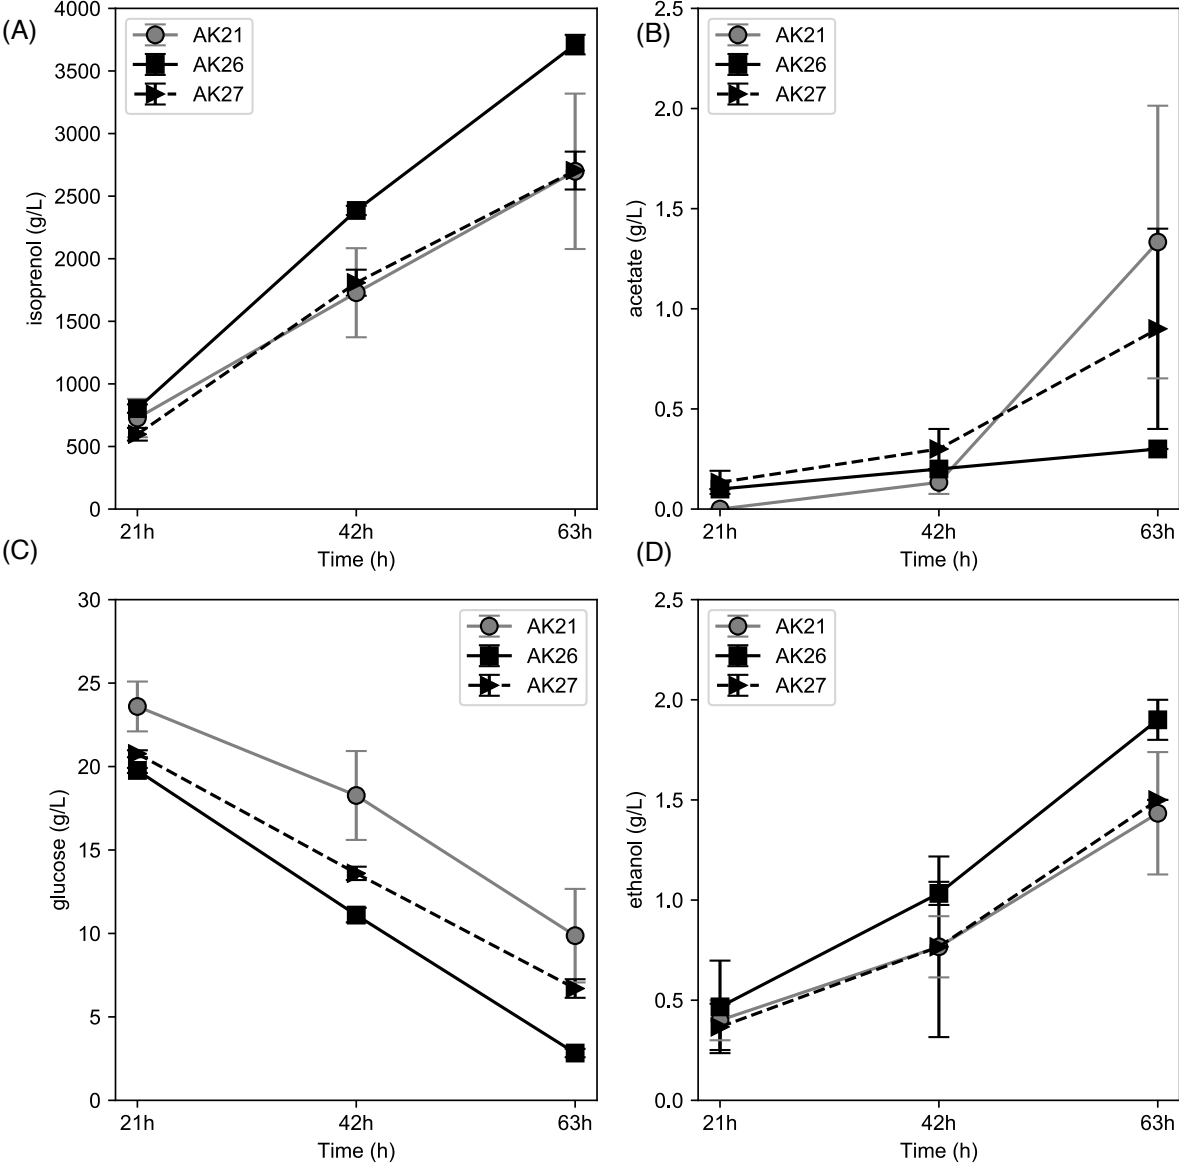 (A)
4000
3500
3000
2500
2000
1500
1000
500
0
isoprenol (g/L)
AK21
AK26
AK27
21h
42h
63h
Time (h)
(B)
2.5
2.0
1.5
1.0
0.5
0.0
acetate (g/L)
AK21
AK26
AK27
21h
42h
63h
Time (h)
(C)
30
25
20
15
10
5
0
glucose (g/L)
AK21
AK26
AK27
21h
42h
63h
Time (h)
(D)
2.5
2.0
1.5
1.0
0.5
0.0
ethanol (g/L)
AK21
AK26
AK27
21h
42h
63h
Time (h)